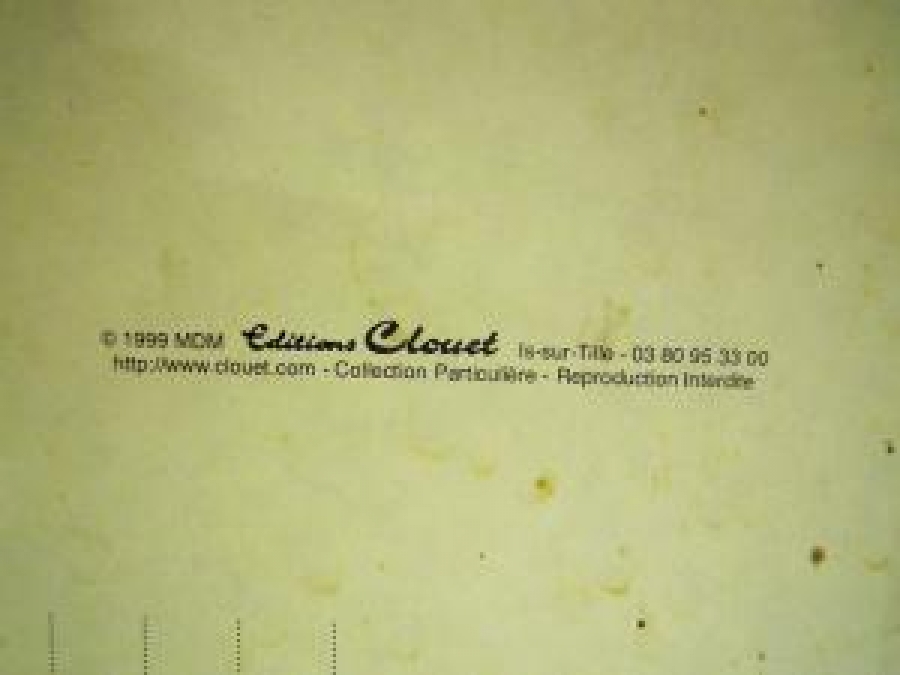 © 1999 MDM Editions Clouet Is-sur-Tille - 03 80 95 33 00
http://www.clouet.com - Collection Particulière - Reproduction Interdite